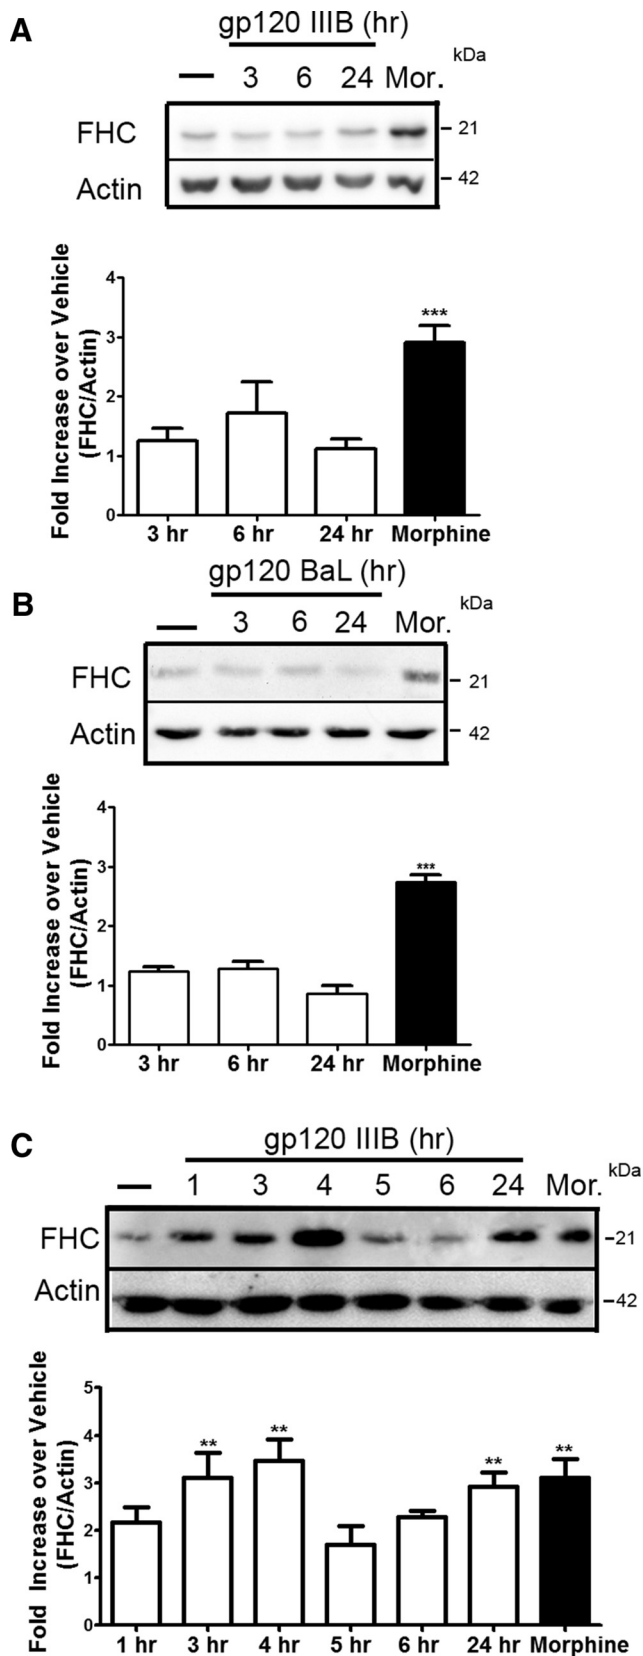 A
gp120 IIIB (hr)
kDa
— 3 6 24 Mor.
FHC - 21
Actin - 42
Fold Increase over Vehicle
(FHC/Actin)
4
3
2
1
0
***
3 hr 6 hr 24 hr Morphine
B
gp120 BaL (hr)
kDa
— 3 6 24 Mor.
FHC - 21
Actin - 42
Fold Increase over Vehicle
(FHC/Actin)
4
3
2
1
0
***
3 hr 6 hr 24 hr Morphine
C
gp120 IIIB (hr)
kDa
— 1 3 4 5 6 24 Mor.
FHC -21
Actin -42
Fold Increase over Vehicle
(FHC/Actin)
5
4
3
2
1
0
** ** ** **
1 hr 3 hr 4 hr 5 hr 6 hr 24 hr Morphine